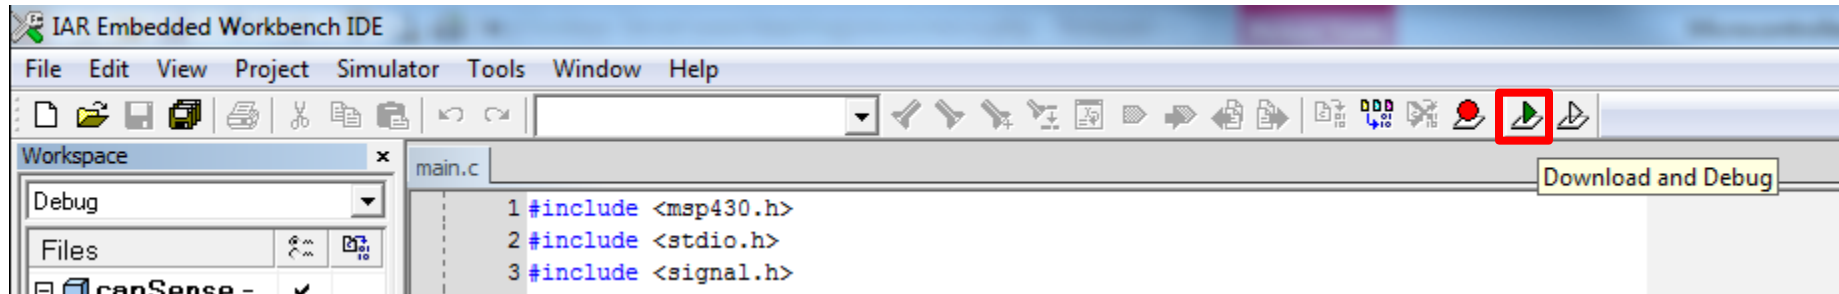 IAR Embedded Workbench IDE
File Edit View Project Simulator Tools Window Help
Workspace
main.c
Download and Debug
Debug
1 #include <msp430.h>
Files
2 #include <stdio.h>
3 #include <signal.h>
capSense -